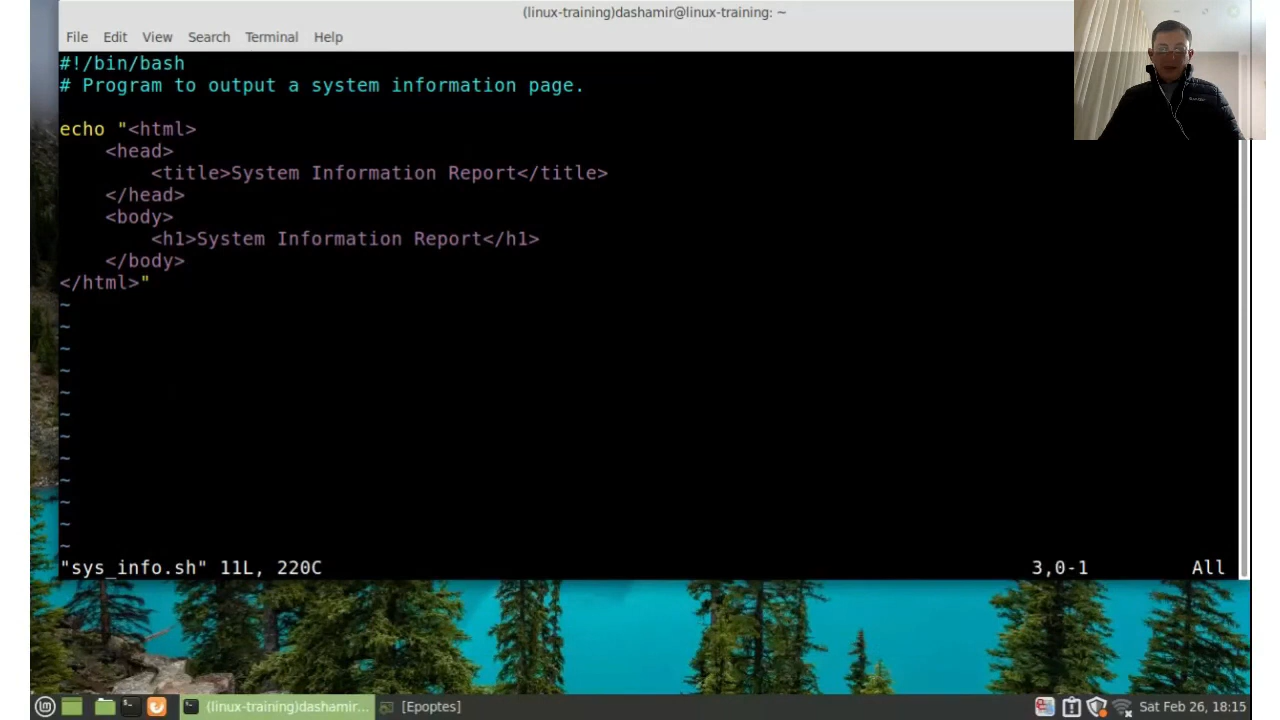 (linux-training)dashamir@linux-training: ~
File Edit View Search Terminal Help
#!/bin/bash
# Program to output a system information page.
echo "<html>
<head>
<title>System Information Report</title>
</head>
<body>
<h1>System Information Report</h1>
</body>
</html>"
~
~
~
~
~
~
~
~
~
~
~
~
"sys_info.sh" 11L, 220C 3,0-1 All
(linux-training)dashamir... [Epoptes] Sat Feb 26, 18:15